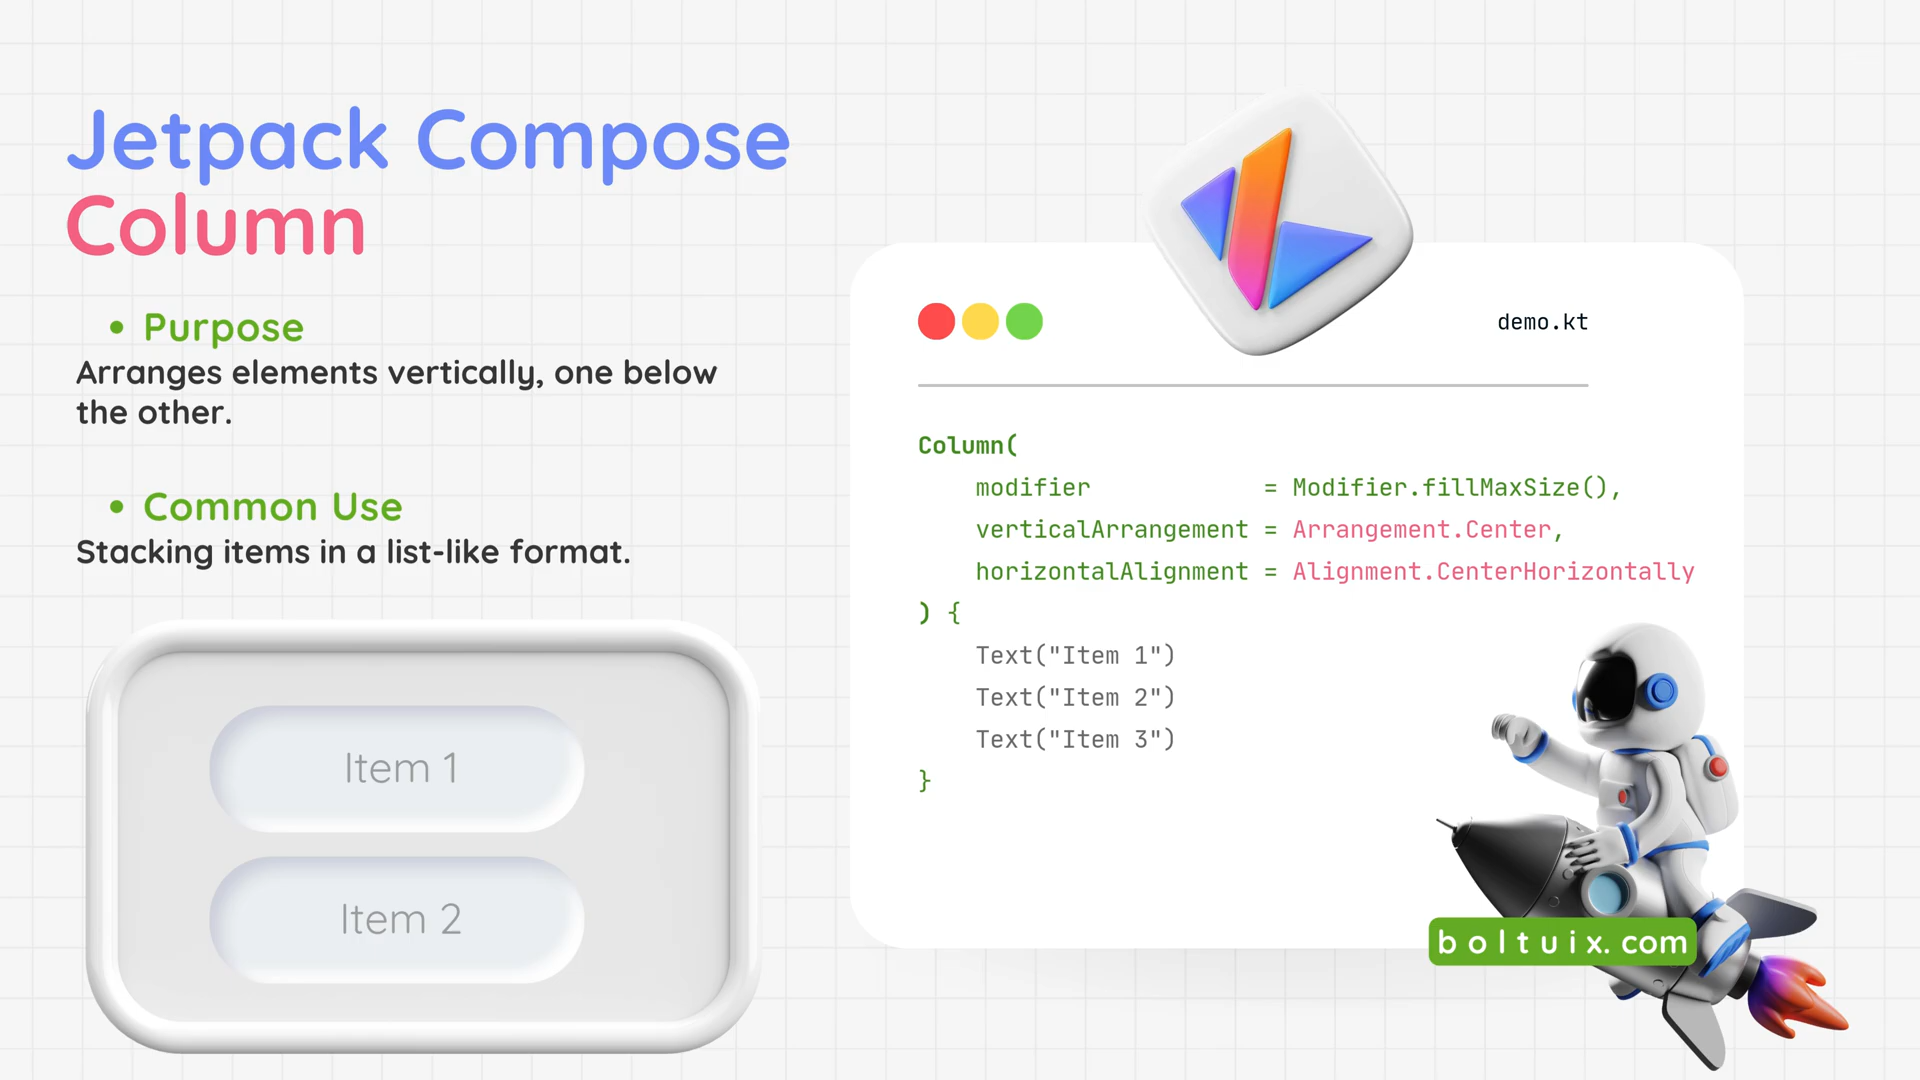 Jetpack Compose
Column
• Purpose
Arranges elements vertically, one below
the other.
• Common Use
Stacking items in a list-like format.
Item 1
Item 2
demo.kt
Column(
    modifier            = Modifier.fillMaxSize(),
    verticalArrangement = Arrangement.Center,
    horizontalAlignment = Alignment.CenterHorizontally
) {
    Text("Item 1")
    Text("Item 2")
    Text("Item 3")
}
boltuix.com